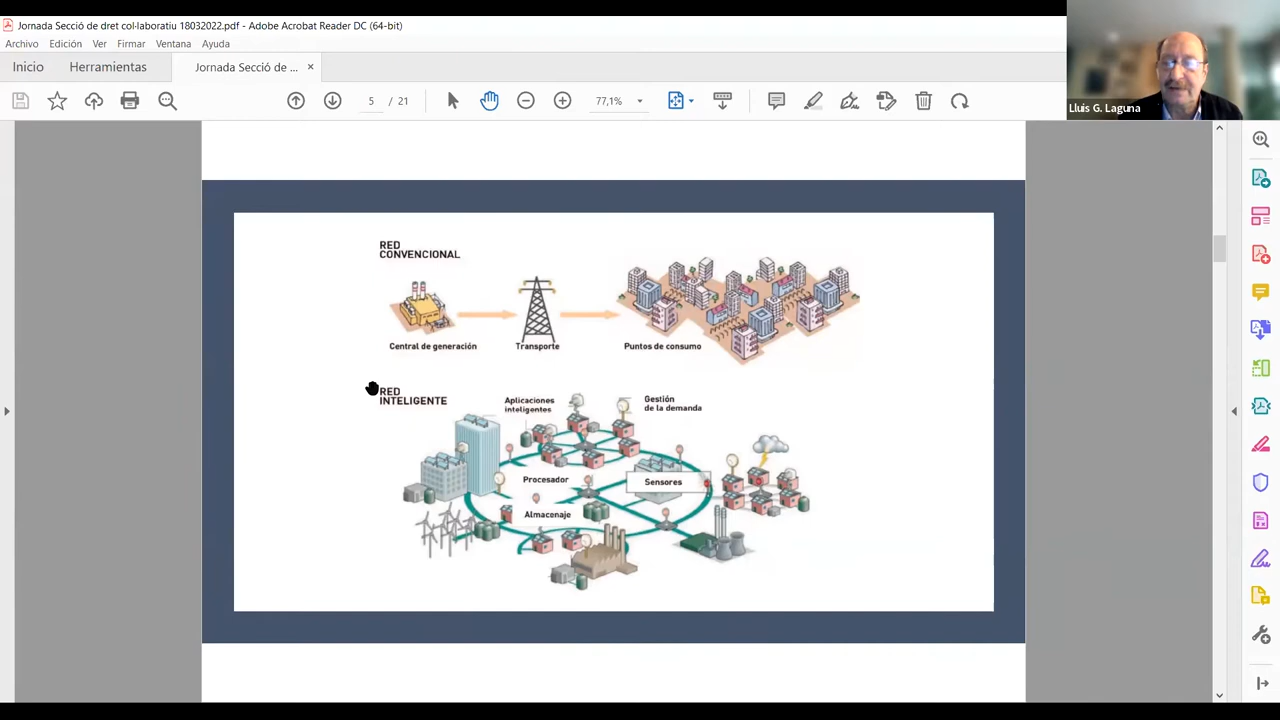 Jornada Secció de dret col·laboratiu 18032022.pdf - Adobe Acrobat Reader DC (64-bit)
Archivo Edición Ver Firmar Ventana Ayuda
Inicio Herramientas Jornada Secció de ... ×
5 / 21 77,1%
Lluis G. Laguna
RED
CONVENCIONAL
Central de generación
Transporte
Puntos de consumo
RED
INTELIGENTE
Aplicaciones
inteligentes
Gestión
de la demanda
Procesador
Sensores
Almacenaje